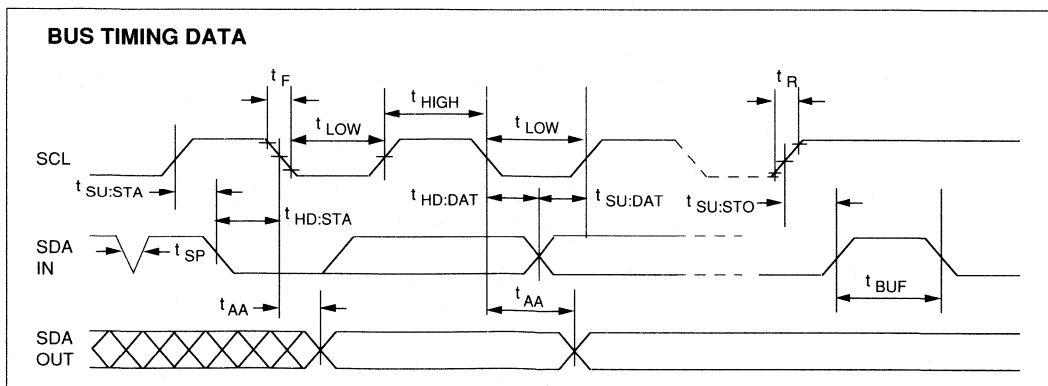 BUS TIMING DATA
t F
t HIGH
t R
t LOW
t LOW
SCL
t SU:STA
t HD:STA
t HD:DAT
t SU:DAT
t SU:STO
SDA
IN
t SP
t BUF
t AA
t AA
SDA
OUT